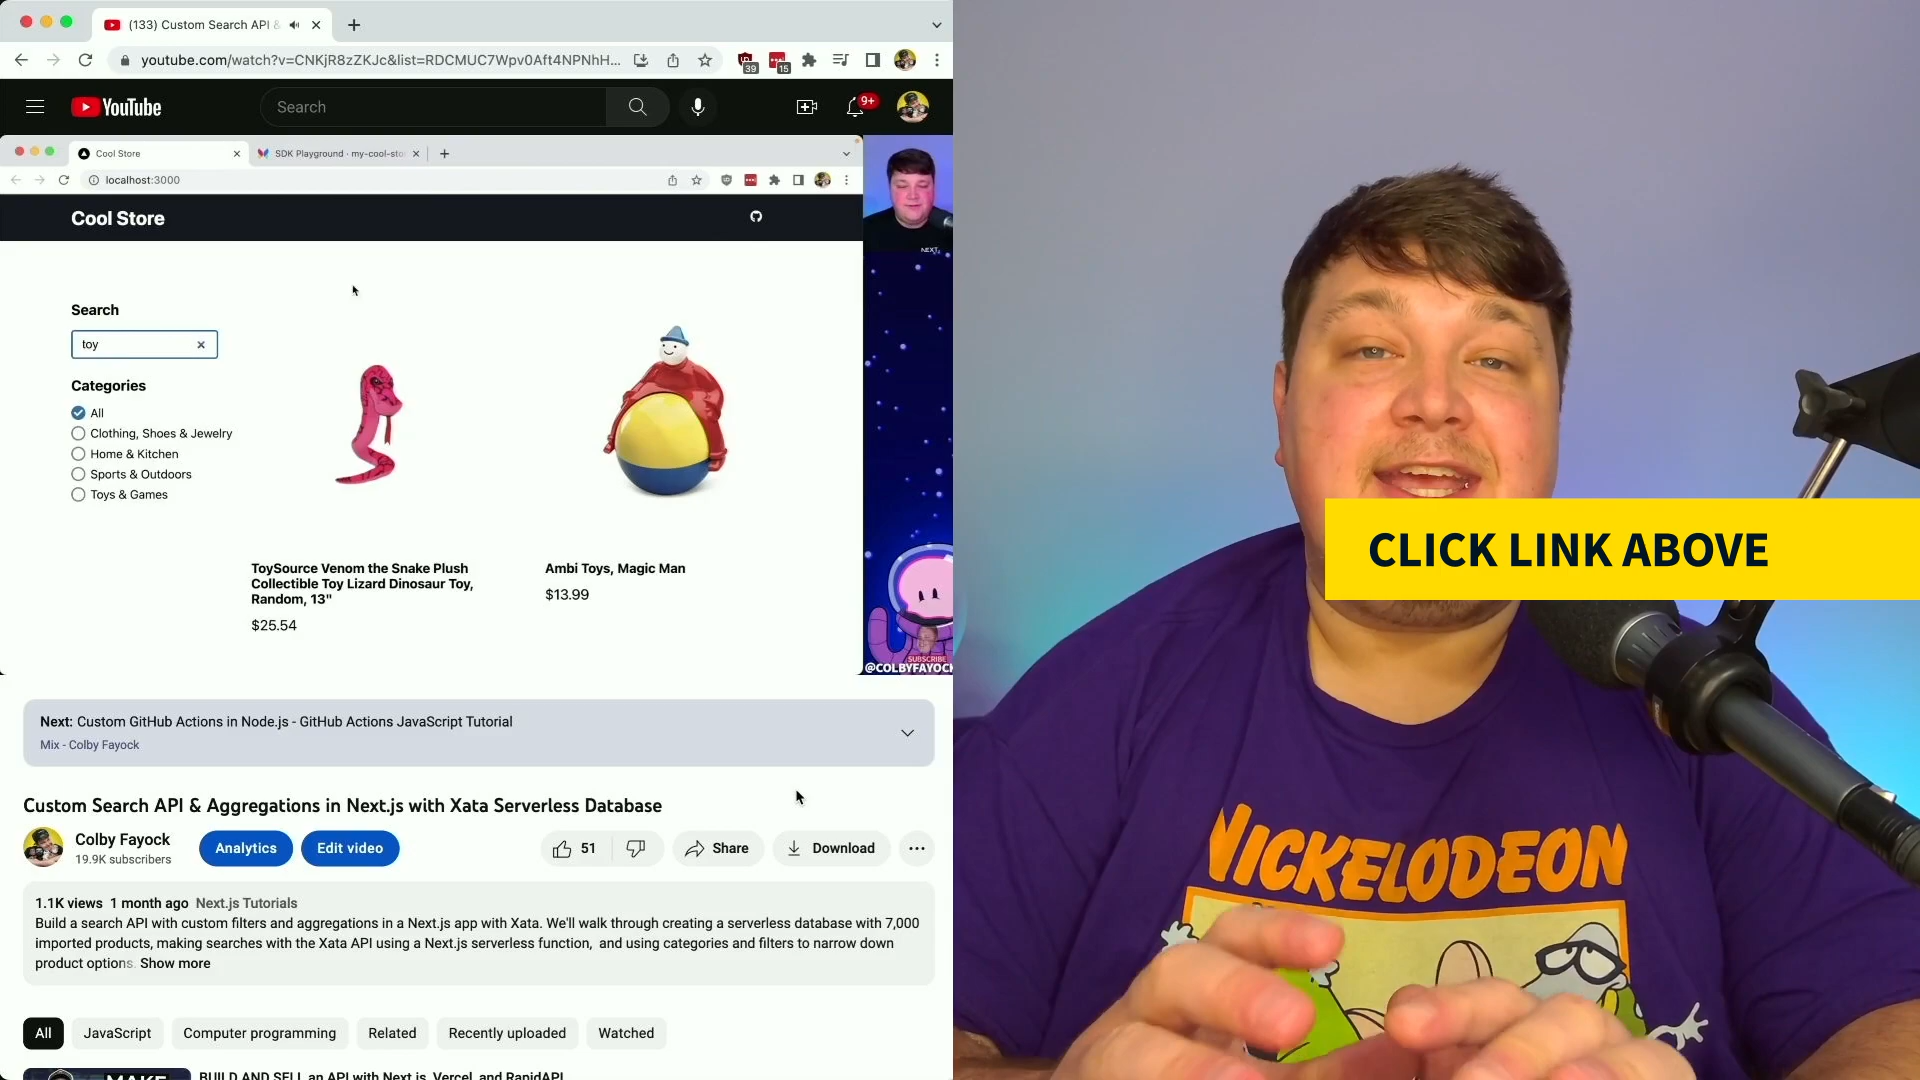 (133) Custom Search API &
youtube.com/watch?v=CNKjR8zZKJc&list=RDCMUC7Wpv0Aft4NPNhH...
39
15
YouTube
Search
9+
Cool Store
SDK Playground · my-cool-sto
localhost:3000
Cool Store
NEXT.
Search
toy
Categories
All
Clothing, Shoes & Jewelry
Home & Kitchen
Sports & Outdoors
Toys & Games
ToySource Venom the Snake Plush
Collectible Toy Lizard Dinosaur Toy,
Random, 13"
$25.54
Ambi Toys, Magic Man
$13.99
SUBSCRIBE
@COLBYFAYOCK
Next: Custom GitHub Actions in Node.js - GitHub Actions JavaScript Tutorial
Mix - Colby Fayock
Custom Search API & Aggregations in Next.js with Xata Serverless Database
Colby Fayock
19.9K subscribers
Analytics
Edit video
51
Share
Download
1.1K views 1 month ago Next.js Tutorials
Build a search API with custom filters and aggregations in a Next.js app with Xata. We'll walk through creating a serverless database with 7,000
imported products, making searches with the Xata API using a Next.js serverless function, and using categories and filters to narrow down
product options. Show more
All
JavaScript
Computer programming
Related
Recently uploaded
Watched
MAKE
BUILD AND SELL an API with Next.js, Vercel, and RapidAPI
CLICK LINK ABOVE
NICKELODEON